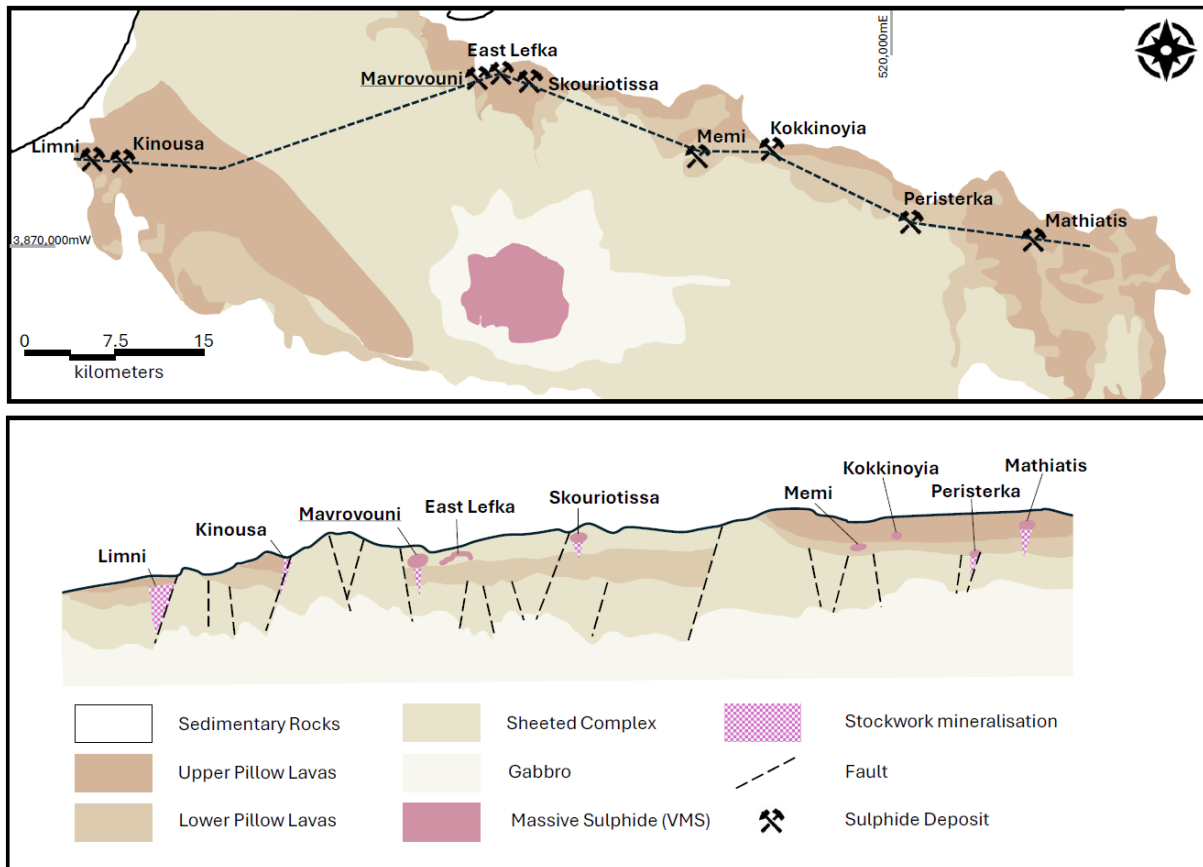 520,000mE
East Lefka
Mavrovouni
Skouriotissa
Limni
Kinousa
Memi
Kokkinoyia
Peristerka
Mathiatis
3,870,000mW
0 7.5 15
kilometers
Limni
Kinousa
Mavrovouni
East Lefka
Skouriotissa
Memi
Kokkinoyia
Peristerka
Mathiatis
Sedimentary Rocks
Sheeted Complex
Stockwork mineralisation
Upper Pillow Lavas
Gabbro
Fault
Lower Pillow Lavas
Massive Sulphide (VMS)
Sulphide Deposit